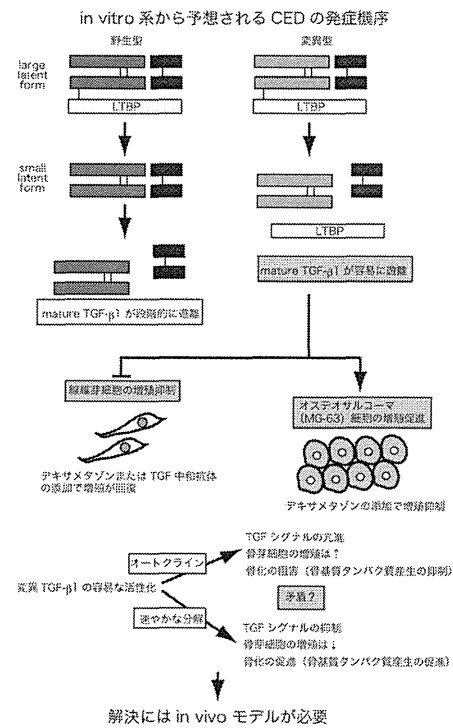 in vitro 系から予想される CED の発症機序
野生型
変異型
large
latent
form
LTBP
LTBP
small
latent
form
LTBP
mature TGF-β1 が段階的に遊離
mature TGF-β1 が容易に遊離
線維芽細胞の増殖抑制
デキサメタゾンまたは TGF 中和抗体
の添加で増殖が回復
オステオサルコーマ
(MG-63) 細胞の増殖促進
デキサメタゾンの添加で増殖抑制
変異 TGF-β1 の容易な活性化
オートクライン
TGF シグナルの亢進
骨芽細胞の増殖は↑
骨化の阻害（骨基質タンパク質産生の抑制）
矛盾？
速やかな分解
TGF シグナルの抑制
骨芽細胞の増殖は↓
骨化の促進（骨基質タンパク質産生の促進）
解決には in vivo モデルが必要